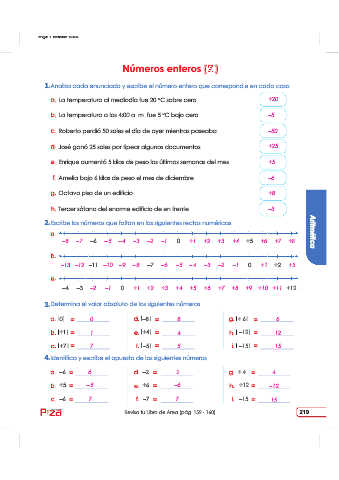 Números enteros (ℤ)
1. Analiza cada enunciado y escribe el número entero que corresponde en cada caso.
a. La temperatura al mediodía fue 20 °C sobre cero +20
b. La temperatura a las 4:00 a. m. fue 5 °C bajo cero −5
c. Roberto perdió 52 soles el día de ayer mientras paseaba −52
d. José ganó 25 soles por tipear algunos documentos +25
e. Enrique aumentó 5 kilos de peso las últimas semanas del mes +5
f. Amelia bajó 6 kilos de peso el mes de diciembre −6
g. Octavo piso de un edificio +8
h. Tercer sótano del enorme edificio de en frente −3
2. Escribe los números que faltan en las siguientes rectas numéricas
a.
−8 −7 −6 −5 −4 −3 −2 −1 0 +1 +2 +3 +4 +5 +6 +7 +8
b.
−13 −12 −11 −10 −9 −8 −7 −6 −5 −4 −3 −2 −1 0 +1 +2 +3
c.
−4 −3 −2 −1 0 +1 +2 +3 +4 +5 +6 +7 +8 +9 +10 +11 +12
3. Determina el valor absoluto de los siguientes números
a. |0| = 0 d. |−8| = 8 g. |+6| = 6
b. |+1| = 1 e. |+4| = 4 h. |−12| = 12
c. |+7| = 7 f. |−5| = 5 i. |−15| = 15
4. Identifica y escribe el opuesto de las siguientes números
a. −6 = 6 d. −2 = 2 g. = 4
b. +5 = −5 e. +6 = −6 h. +12 = −12
c. = 7 f. −7 = 7 i. −15 = 15
Aritmética
Revisa tu Libro de Área (pág. 159 - 160)
219